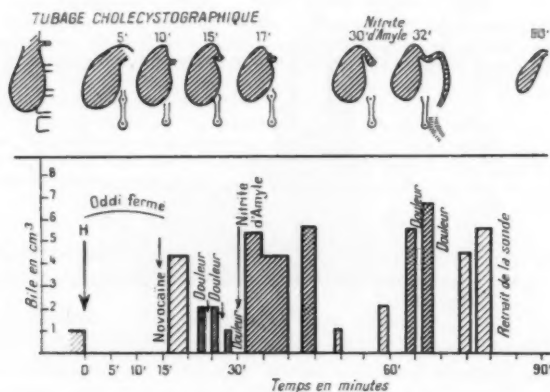 TUBAGE CHOLECYSTOGRAPHIQUE
5' 10' 15' 17'
Nitrite
d'Amyle
30' 32'
Bile en cm³
8
7
6
5
4
3
2
1
Oddi fermé
H
Novocaine
Douleur
Douleur
Douleur
Nitrite
d'Amyle
Douleur
Douleur
Retrait de la sonde
0 5' 10' 15' 30' 60' 90'
Temps en minutes